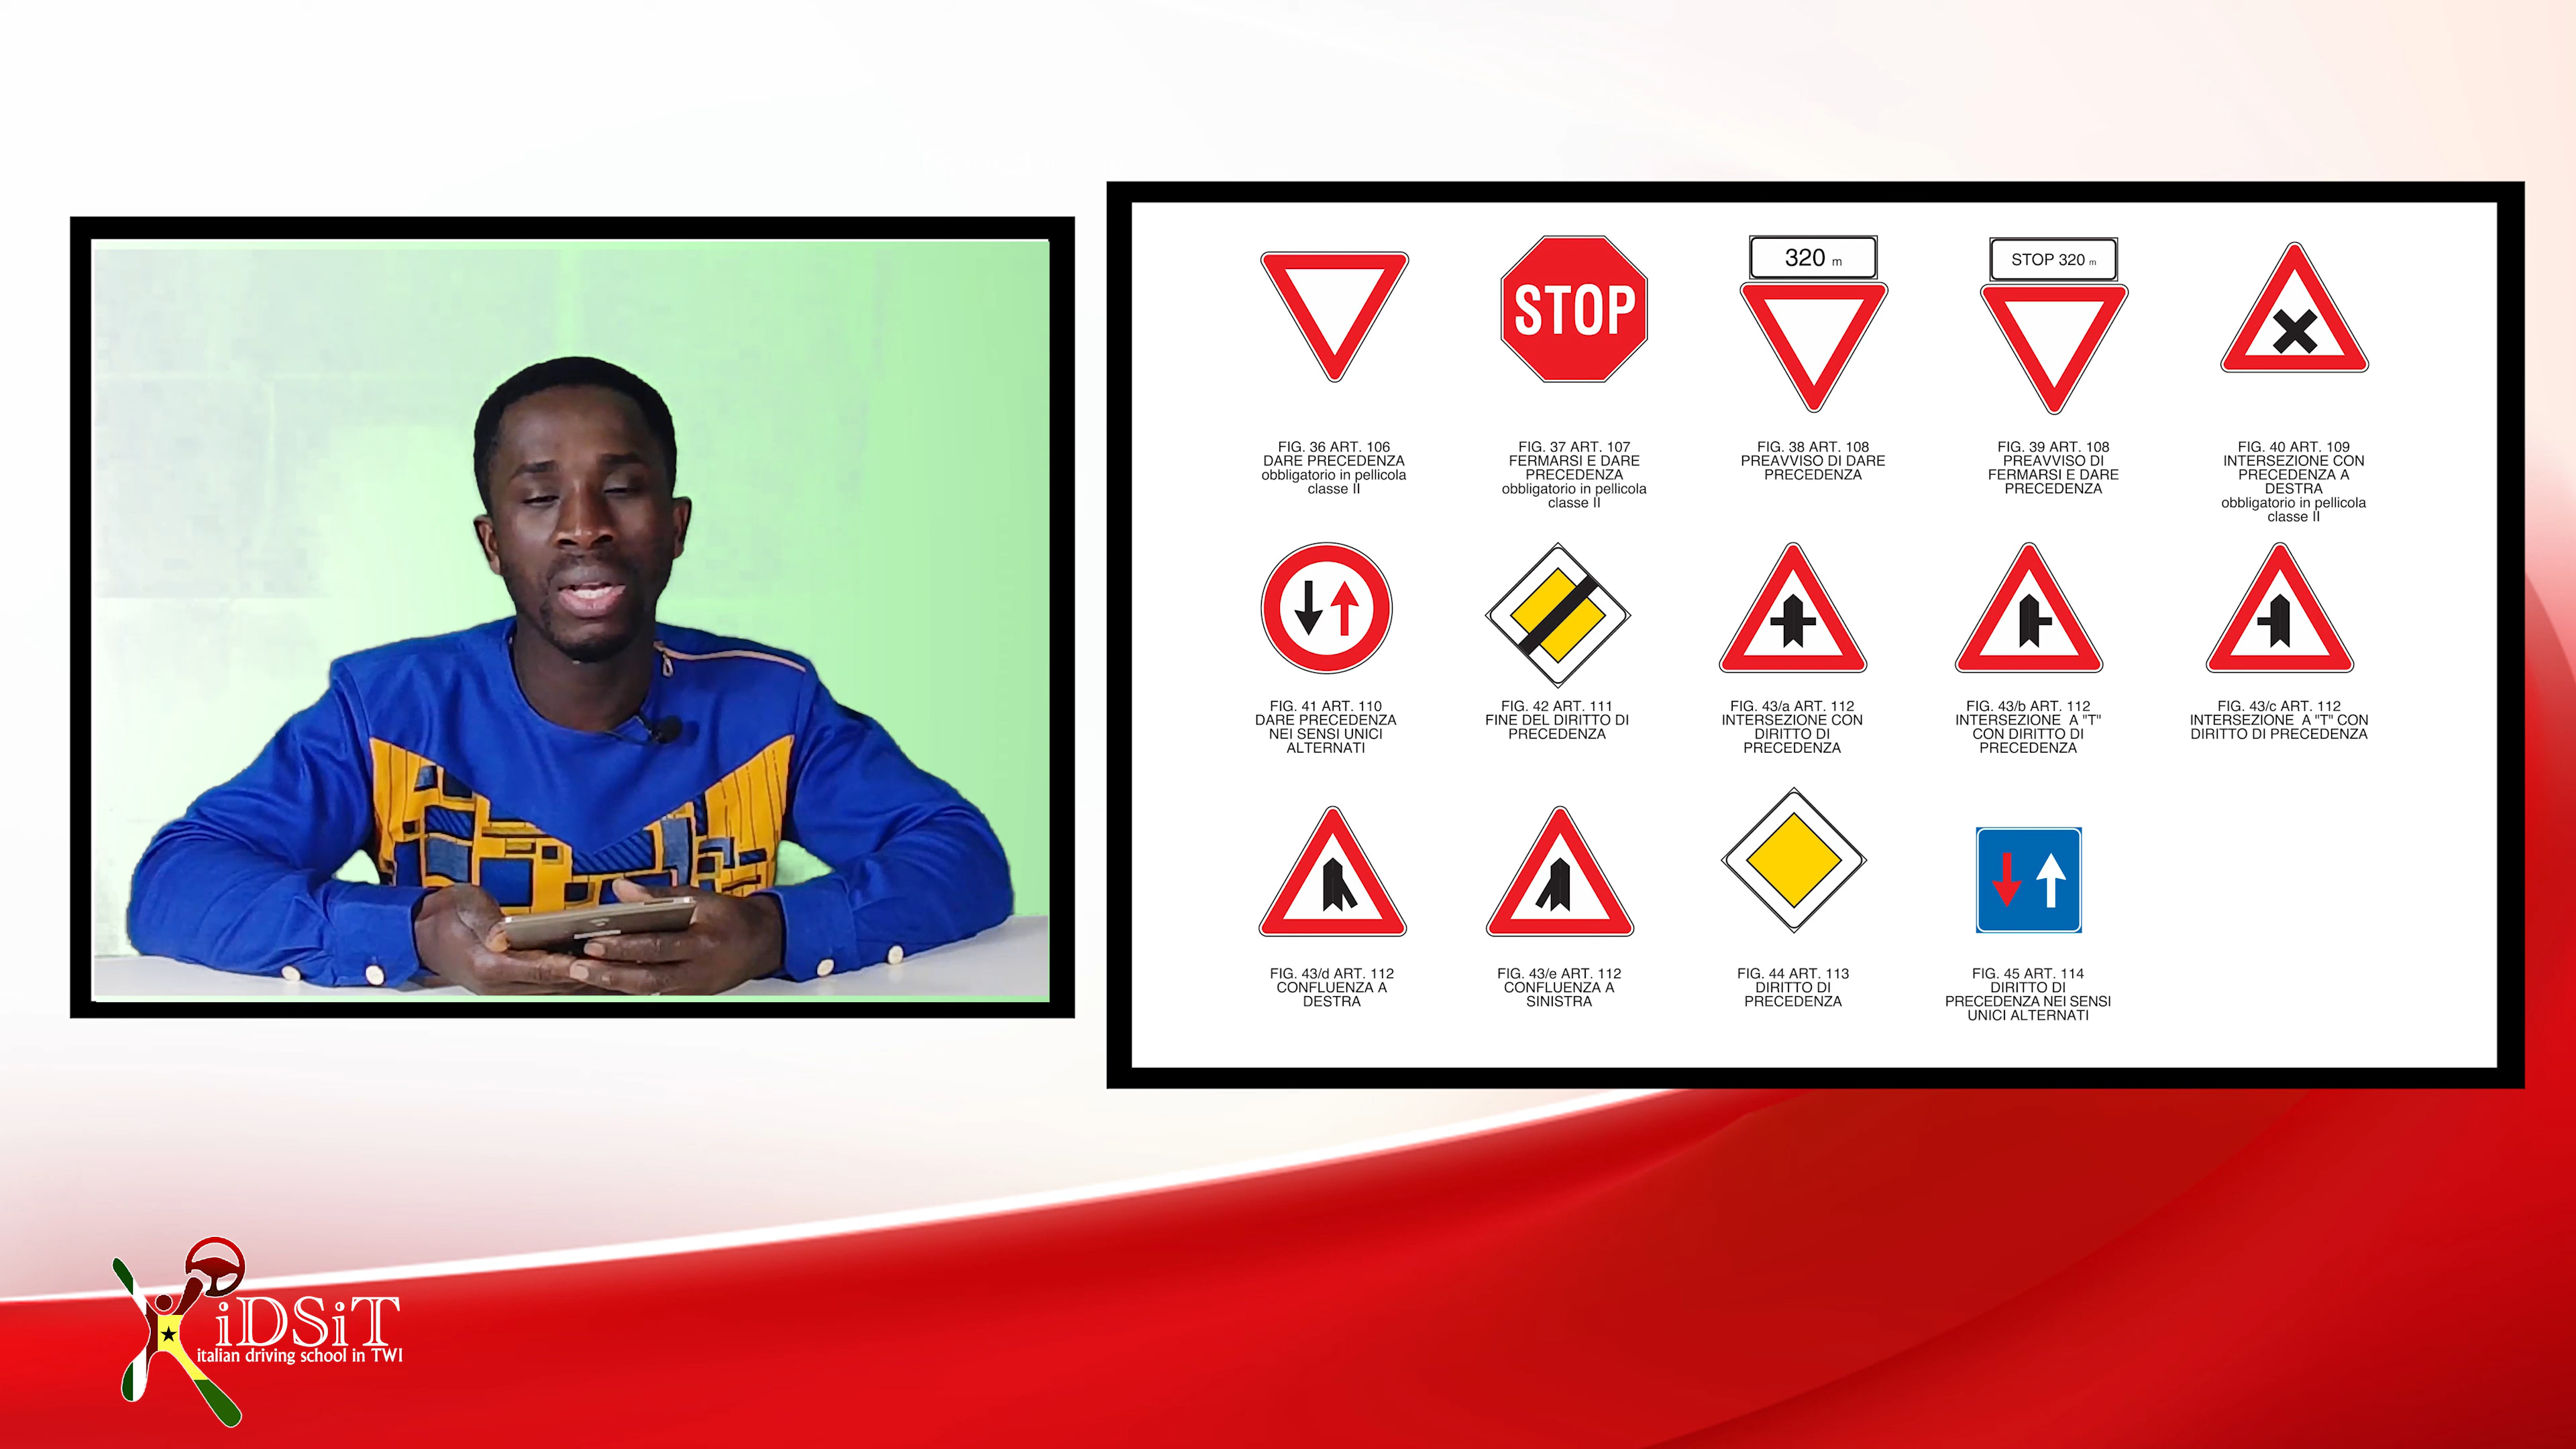 320 m
STOP 320 m
STOP
FIG. 36 ART. 106
DARE PRECEDENZA
obbligatorio in pellicola
classe II
FIG. 37 ART. 107
FERMARSI E DARE
PRECEDENZA
obbligatorio in pellicola
classe II
FIG. 38 ART. 108
PREAVVISO DI DARE
PRECEDENZA
FIG. 39 ART. 108
PREAVVISO DI
FERMARSI E DARE
PRECEDENZA
FIG. 40 ART. 109
INTERSEZIONE CON
PRECEDENZA A
DESTRA
obbligatorio in pellicola
classe II
FIG. 41 ART. 110
DARE PRECEDENZA
NEI SENSI UNICI
ALTERNATI
FIG. 42 ART. 111
FINE DEL DIRITTO DI
PRECEDENZA
FIG. 43/a ART. 112
INTERSEZIONE CON
DIRITTO DI
PRECEDENZA
FIG. 43/b ART. 112
INTERSEZIONE A "T"
CON DIRITTO DI
PRECEDENZA
FIG. 43/c ART. 112
INTERSEZIONE A "T" CON
DIRITTO DI PRECEDENZA
FIG. 43/d ART. 112
CONFLUENZA A
DESTRA
FIG. 43/e ART. 112
CONFLUENZA A
SINISTRA
FIG. 44 ART. 113
DIRITTO DI
PRECEDENZA
FIG. 45 ART. 114
DIRITTO DI
PRECEDENZA NEI SENSI
UNICI ALTERNATI
iDSiT
italian driving school in TWI